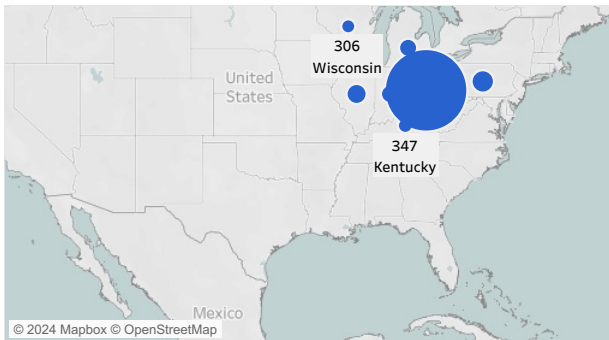 306
Wisconsin
United
States
347
Kentucky
Mexico
© 2024 Mapbox © OpenStreetMap